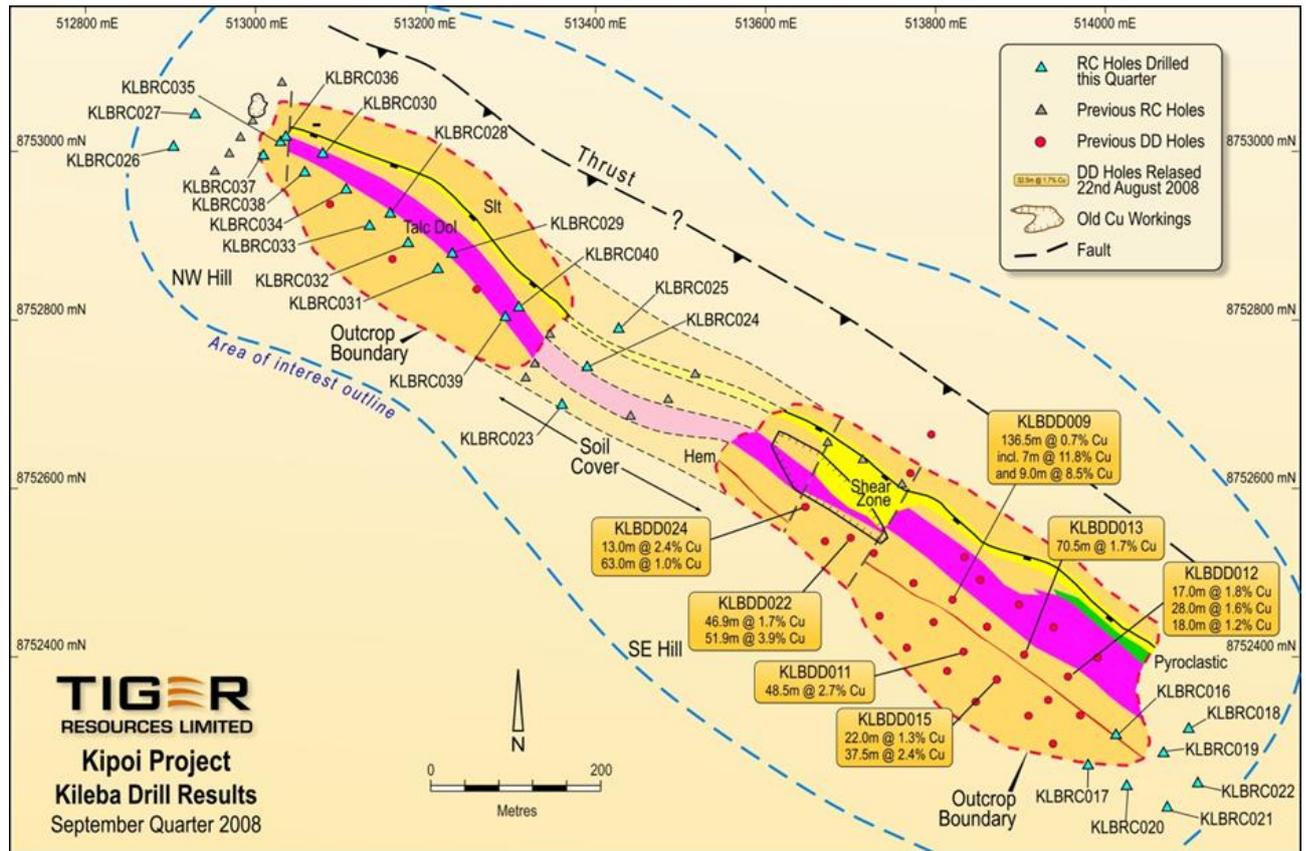 512800 mE
513000 mE
513200 mE
513400 mE
513600 mE
513800 mE
514000 mE
8753000 mN
8752800 mN
8752600 mN
8752400 mN
8753000 mN
8752800 mN
8752600 mN
8752400 mN
RC Holes Drilled
this Quarter
Previous RC Holes
Previous DD Holes
32.5m @ 1.7% Cu
DD Holes Relased
22nd August 2008
Old Cu Workings
Fault
KLBRC035
KLBRC036
KLBRC027
KLBRC030
KLBRC028
KLBRC026
KLBRC037
KLBRC038
KLBRC034
KLBRC033
KLBRC032
KLBRC031
KLBRC029
KLBRC040
KLBRC025
KLBRC024
KLBRC039
KLBRC023
Thrust
?
Slt
Talc Dol
NW Hill
Outcrop
Boundary
Area of interest outline
Soil
Cover
Hem
Shear
Zone
KLBDD009
136.5m @ 0.7% Cu
incl. 7m @ 11.8% Cu
and 9.0m @ 8.5% Cu
KLBDD013
70.5m @ 1.7% Cu
KLBDD012
17.0m @ 1.8% Cu
28.0m @ 1.6% Cu
18.0m @ 1.2% Cu
KLBDD024
13.0m @ 2.4% Cu
63.0m @ 1.0% Cu
KLBDD022
46.9m @ 1.7% Cu
51.9m @ 3.9% Cu
SE Hill
KLBDD011
48.5m @ 2.7% Cu
KLBDD015
22.0m @ 1.3% Cu
37.5m @ 2.4% Cu
Pyroclastic
KLBRC016
KLBRC018
KLBRC019
KLBRC022
KLBRC021
KLBRC017
KLBRC020
Outcrop
Boundary
N
0
200
Metres
TIGER
RESOURCES LIMITED
Kipoi Project
Kileba Drill Results
September Quarter 2008